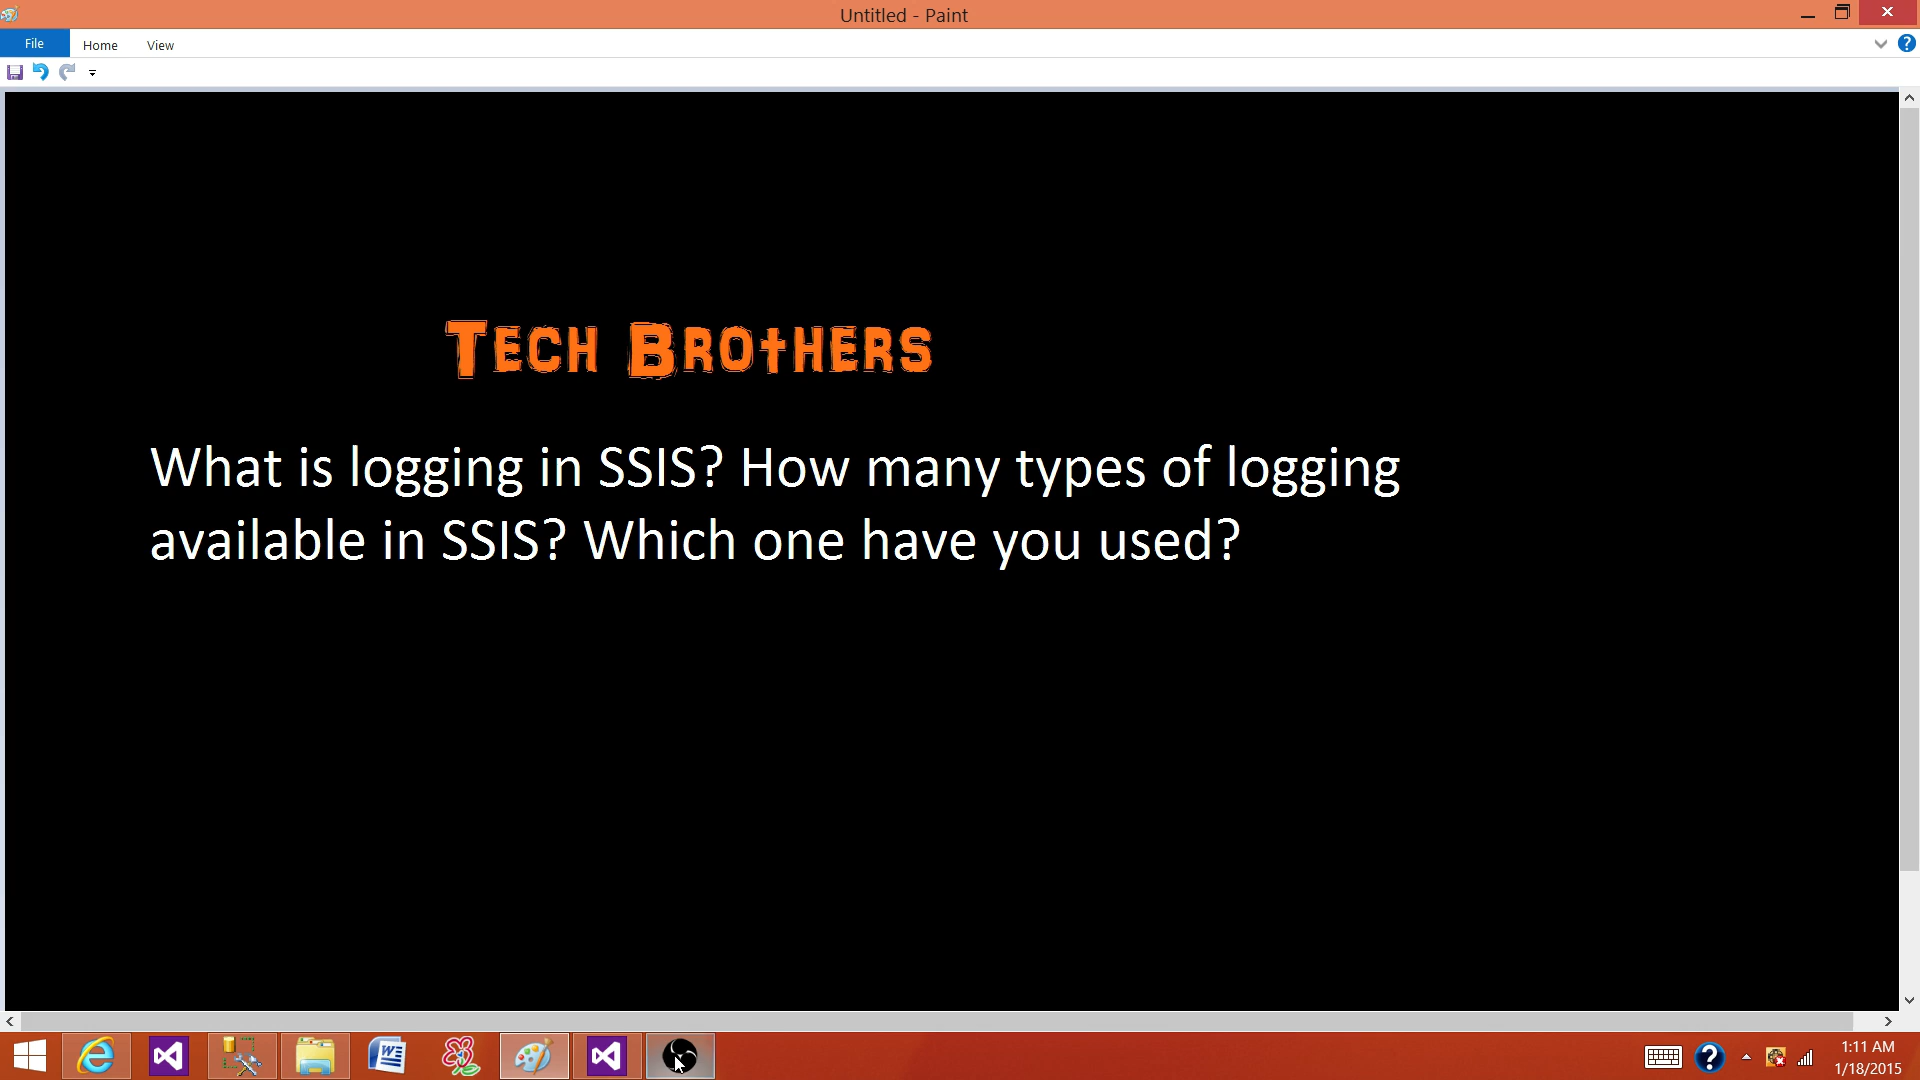 Untitled - Paint
File Home View
Tech Brothers
What is logging in SSIS? How many types of logging
available in SSIS? Which one have you used?
1:11 AM
1/18/2015